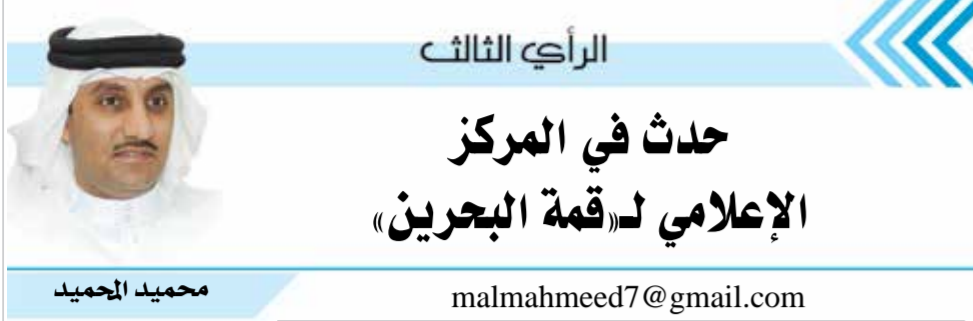 الرأي الثالث
حدث في المركز
الإعلامي لـ«قمة البحرين»
محميد المحميد
malmahmeed7@gmail.com